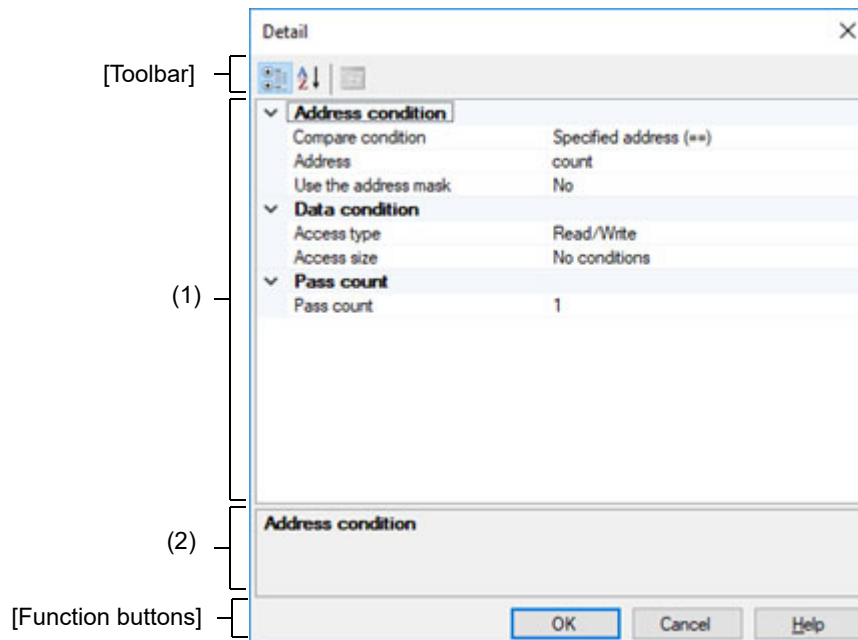 Detail
[Toolbar]
Address condition
Compare condition Specified address (==)
Address count
Use the address mask No
Data condition
Access type Read/Write
Access size No conditions
Pass count
(1)
Pass count 1
(2)
Address condition
[Function buttons]
OK Cancel Help